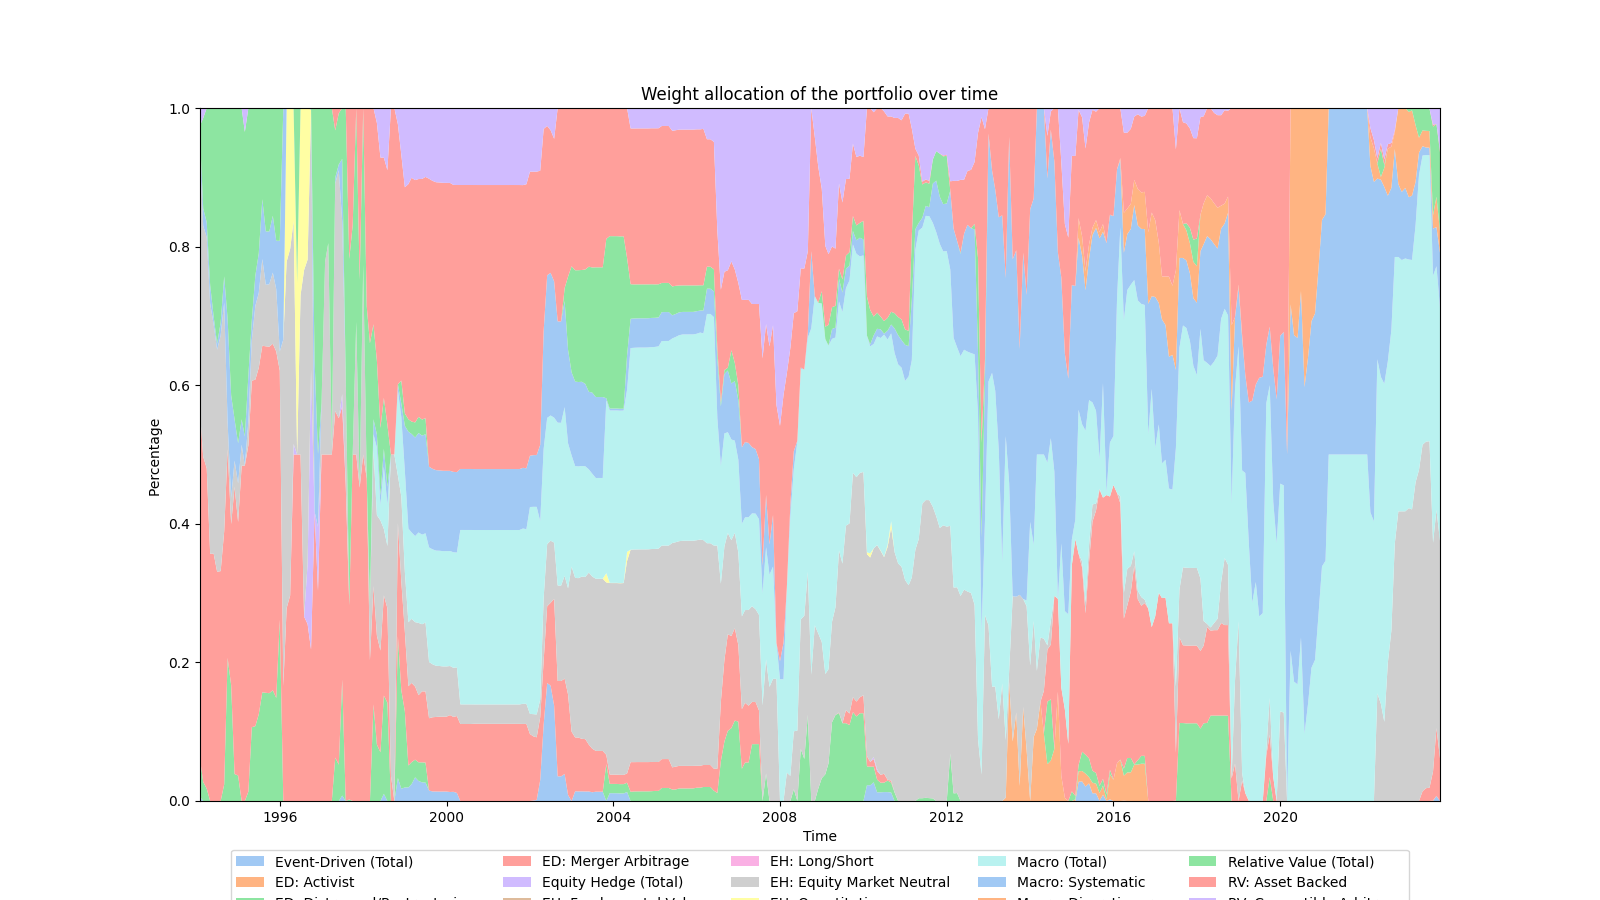 Weight allocation of the portfolio over time
1.0
0.8
0.6
0.4
0.2
0.0
Percentage
1996 2000 2004 2008 2012 2016 2020
Time
Event-Driven (Total) ED: Merger Arbitrage EH: Long/Short Macro (Total) Relative Value (Total)
ED: Activist Equity Hedge (Total) EH: Equity Market Neutral Macro: Systematic RV: Asset Backed